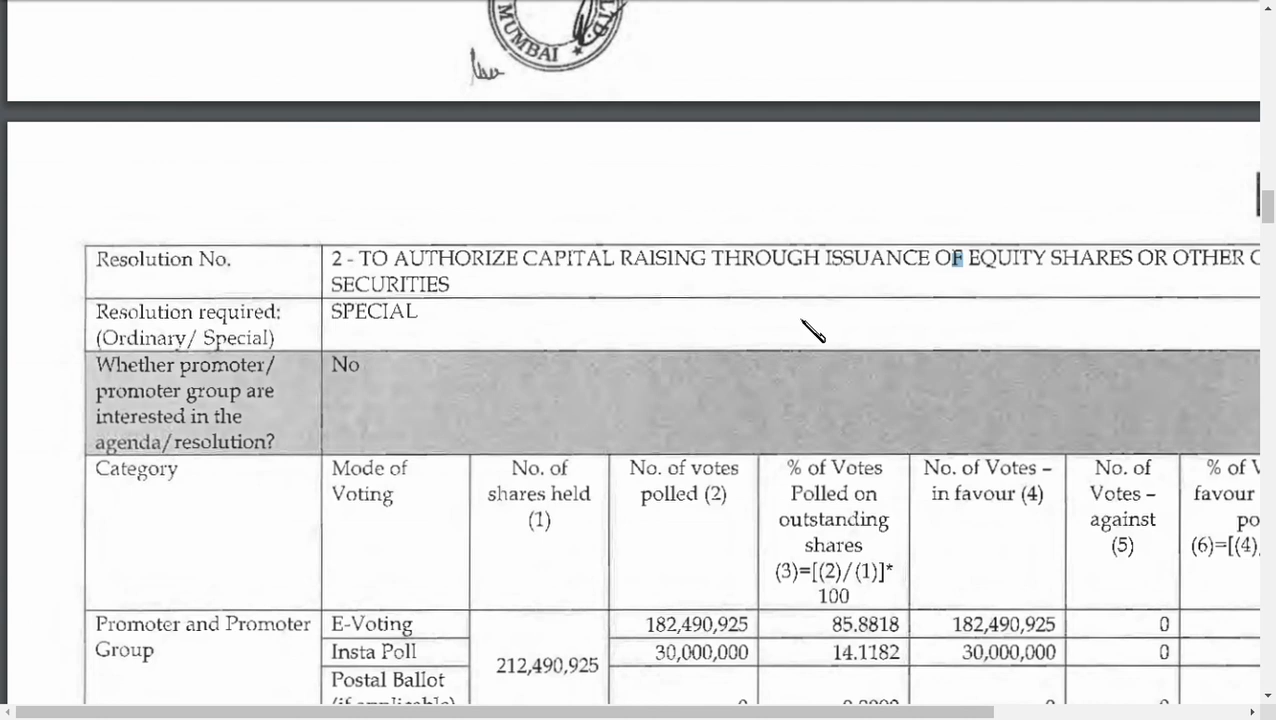 MUMBAI ★ LTD.
Resolution No.
2 - TO AUTHORIZE CAPITAL RAISING THROUGH ISSUANCE OF EQUITY SHARES OR OTHER
SECURITIES
Resolution required:
(Ordinary/ Special)
SPECIAL
Whether promoter/
promoter group are
interested in the
agenda/resolution?
No
Category
Mode of
Voting
No. of
shares held
(1)
No. of votes
polled (2)
% of Votes
Polled on
outstanding
shares
(3)=[(2)/(1)]*
100
No. of Votes –
in favour (4)
No. of
Votes –
against
(5)
% of
favour
(6)=[(4)
Promoter and Promoter
Group
E-Voting
212,490,925
182,490,925
85.8818
182,490,925
0
Insta Poll
30,000,000
14.1182
30,000,000
0
Postal Ballot